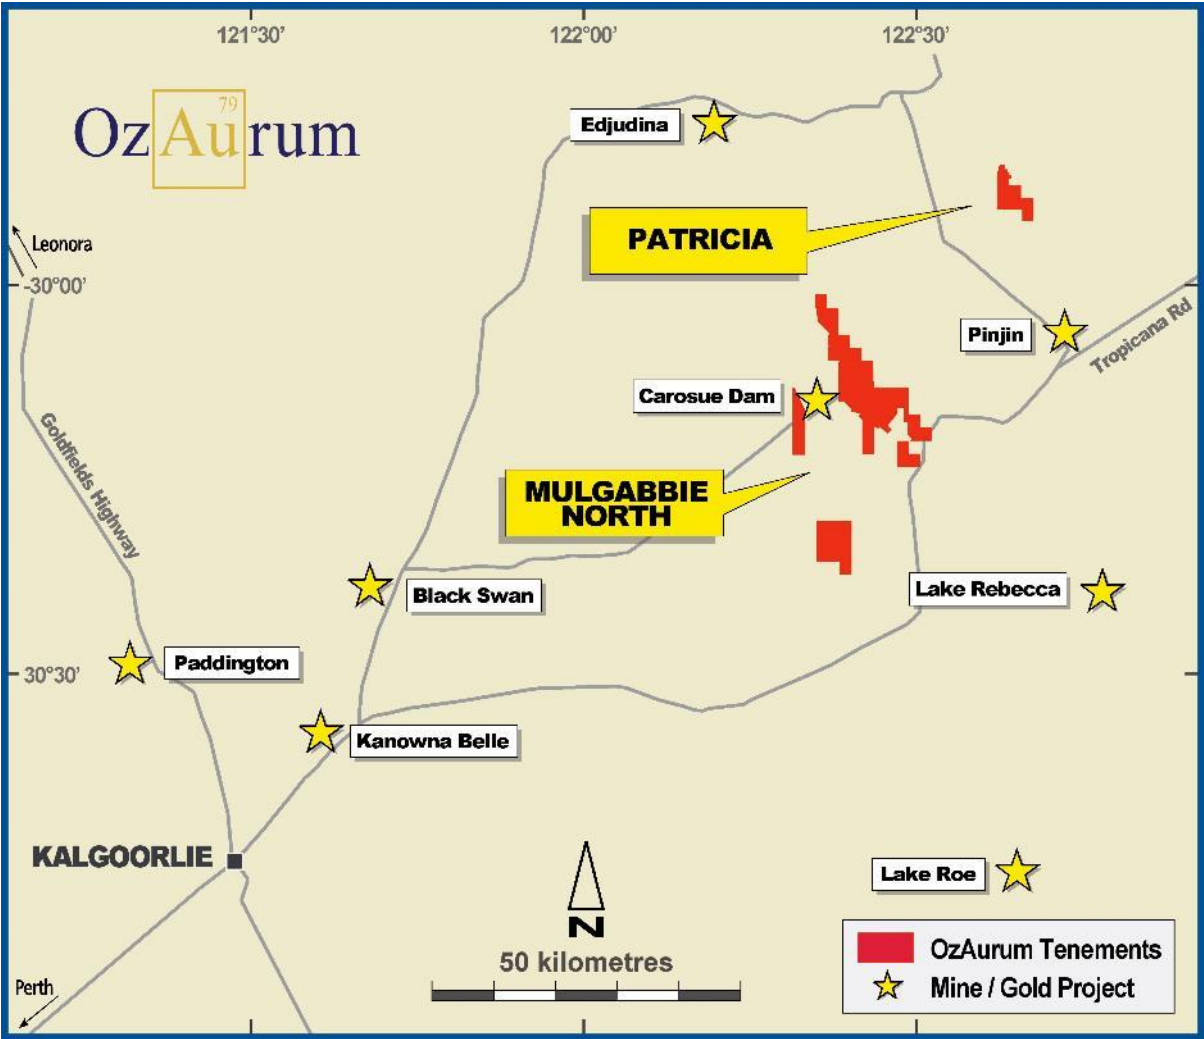 121°30'
122°00'
122°30'
79
OzAurum
Edjudina
PATRICIA
Leonora
-30°00'
Pinjin
Tropicana Rd
Carosue Dam
Goldfields Highway
MULGABBIE
NORTH
Black Swan
Lake Rebecca
Paddington
30°30'
Kanowna Belle
KALGOORLIE
Lake Roe
N
50 kilometres
OzAurum Tenements
Mine / Gold Project
Perth